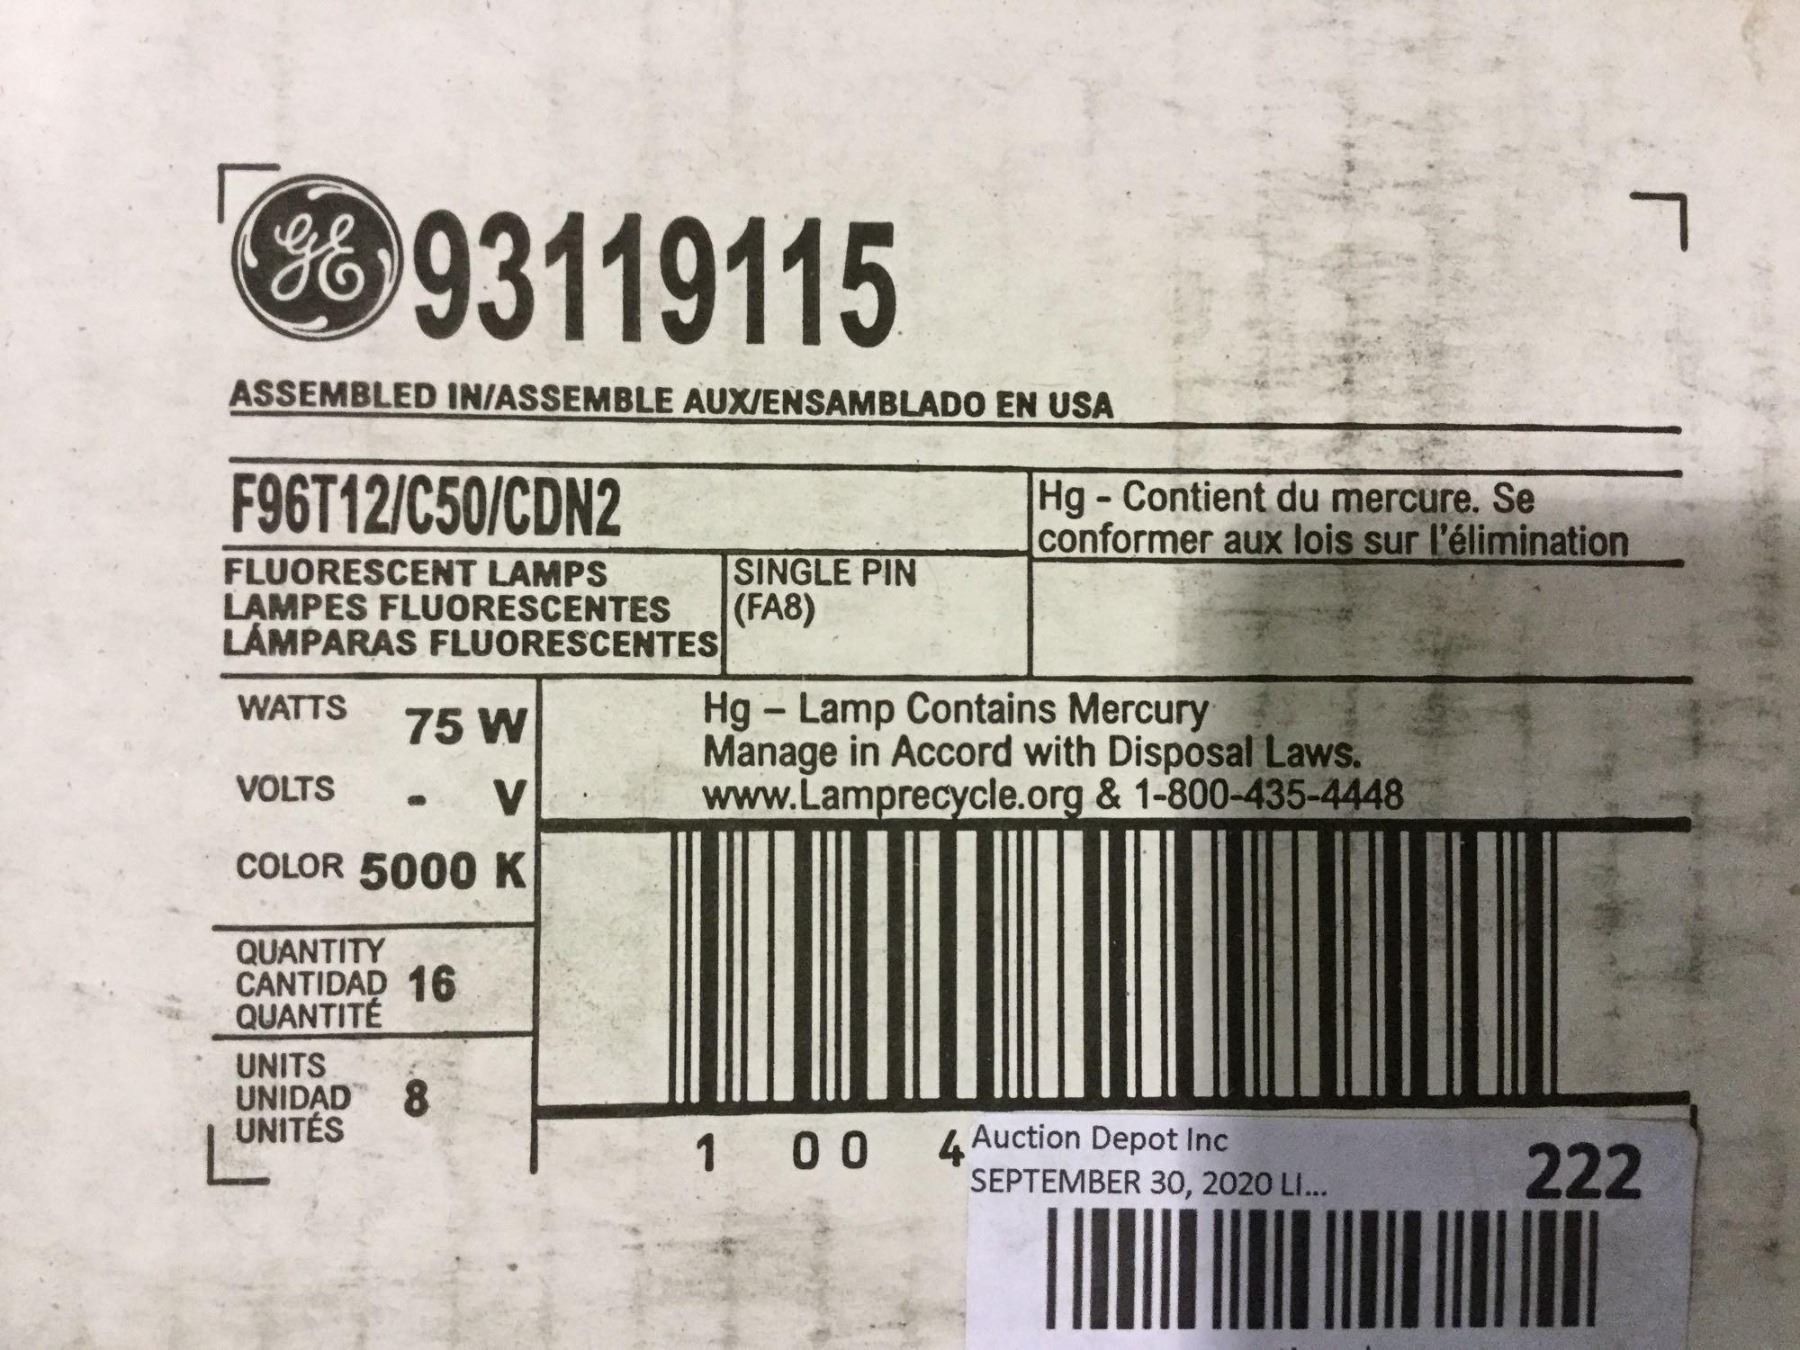 GE 93119115
ASSEMBLED IN/ASSEMBLE AUX/ENSAMBLADO EN USA
F96T12/C50/CDN2
Hg - Contient du mercure. Se
conformer aux lois sur l'élimination
FLUORESCENT LAMPS
LAMPES FLUORESCENTES
LÁMPARAS FLUORESCENTES
SINGLE PIN
(FA8)
WATTS 75 W
VOLTS - V
COLOR 5000 K
Hg – Lamp Contains Mercury
Manage in Accord with Disposal Laws.
www.Lamprecycle.org & 1-800-435-4448
QUANTITY
CANTIDAD 16
QUANTITÉ
UNITS
UNIDAD 8
UNITÉS
1 00 4
Auction Depot Inc
SEPTEMBER 30, 2020 LI...
222